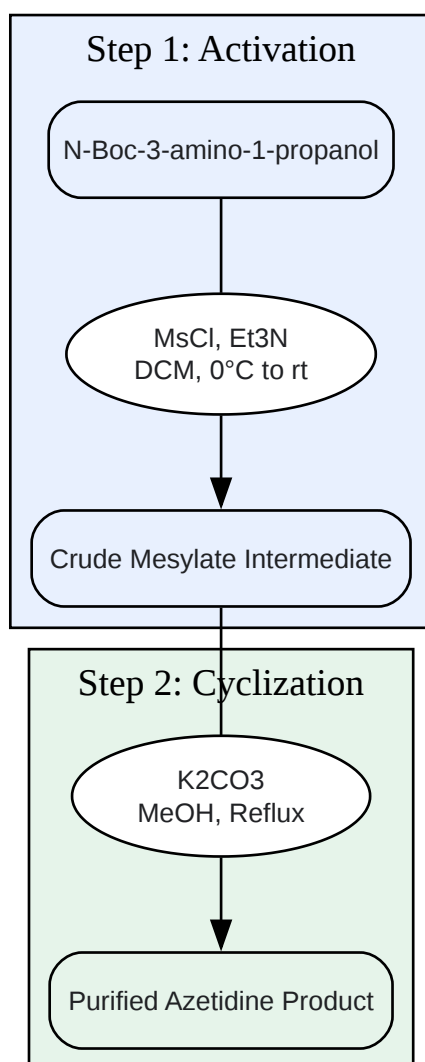 Step 1: Activation
N-Boc-3-amino-1-propanol
MsCl, Et3N
DCM, 0°C to rt
Crude Mesylate Intermediate
Step 2: Cyclization
K2CO3
MeOH, Reflux
Purified Azetidine Product